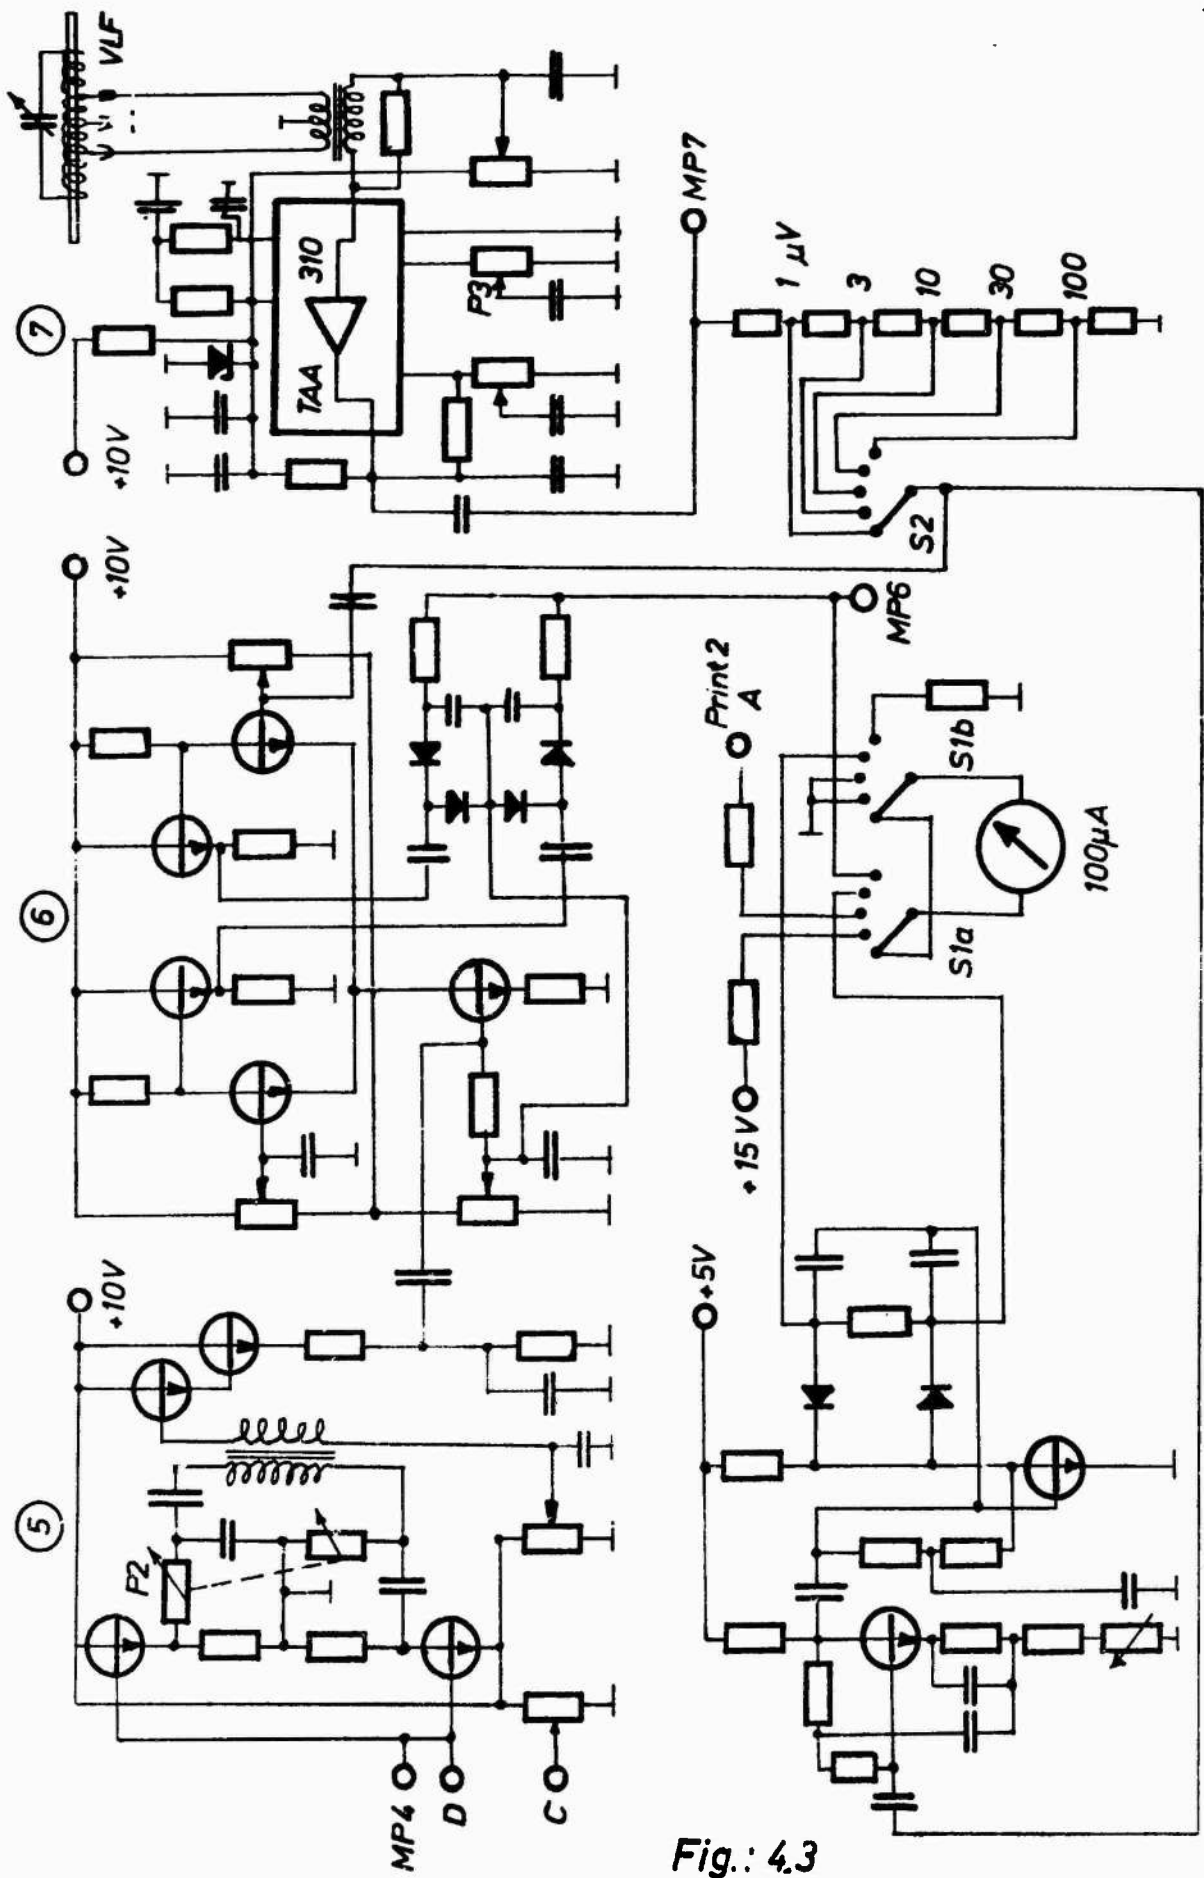 5
+10V
P2
MP4
D
C
6
+10V
MP6
7
+10V
VLF
TAA
310
P3
MP7
1 µV
3
10
30
100
S2
+5V
+15V
Print 2
A
S1a
S1b
100µA
Fig.: 4.3